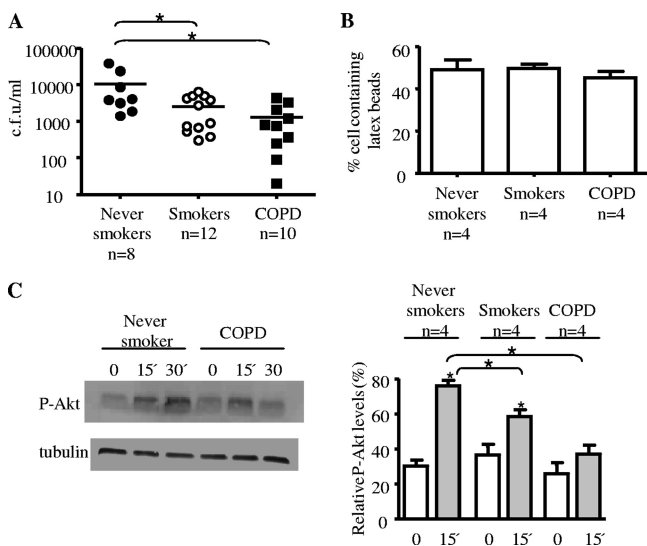 A
*
*
100000
10000
1000
100
10
c.f.u/ml
Never smokers n=8
Smokers n=12
COPD n=10
B
60
40
20
0
% cell containing latex beads
Never smokers n=4
Smokers n=4
COPD n=4
C
Never smoker
COPD
0 15´ 30´ 0 15´ 30
P-Akt
tubulin
Never smokers n=4
Smokers n=4
COPD n=4
*
*
*
*
80
60
40
20
0
RelativeP-Akt levels(%)
0 15´ 0 15´ 0 15´